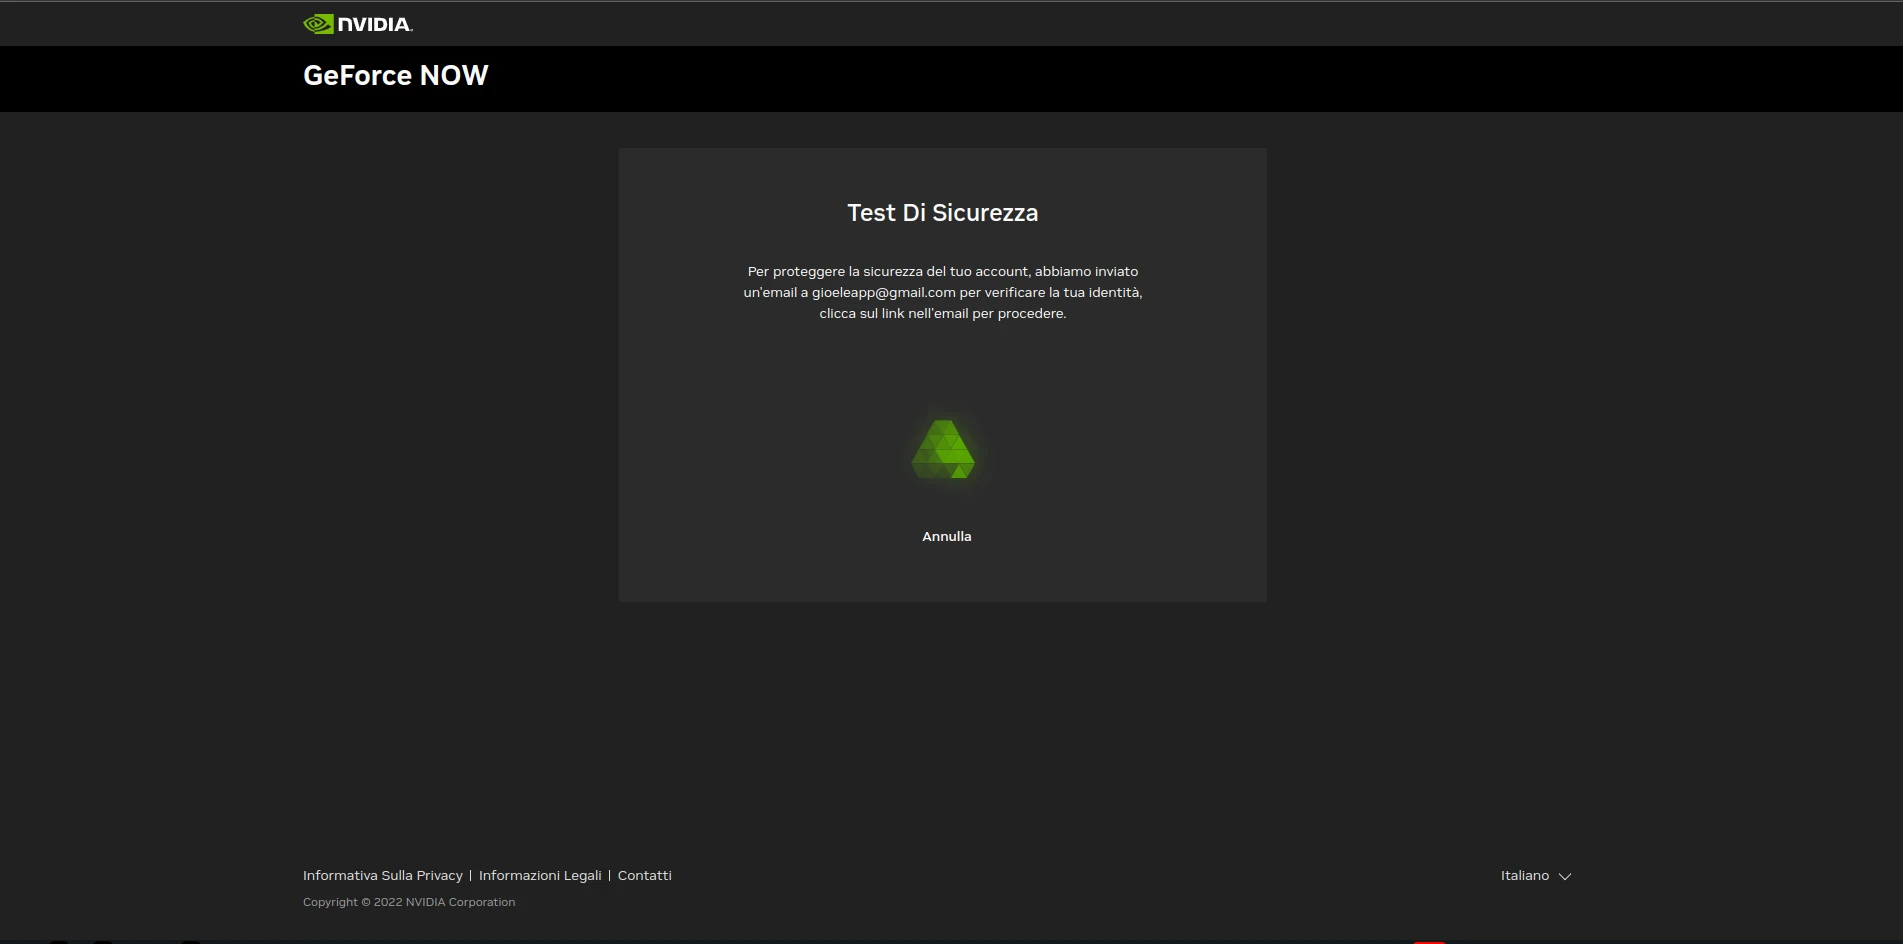 NVIDIA.
GeForce NOW
Test Di Sicurezza
Per proteggere la sicurezza del tuo account, abbiamo inviato
un'email a gioeleapp@gmail.com per verificare la tua identità,
clicca sul link nell'email per procedere.
Annulla
Informativa Sulla Privacy | Informazioni Legali | Contatti
Italiano
Copyright © 2022 NVIDIA Corporation